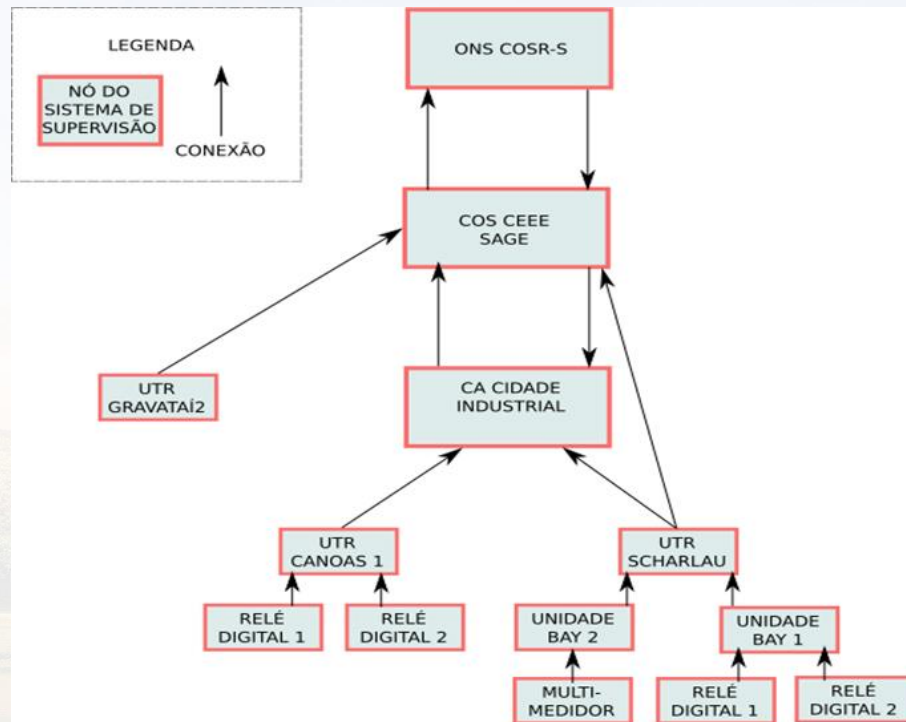 LEGENDA
NÓ DO
SISTEMA DE
SUPERVISÃO
CONEXÃO
ONS COSR-S
COS CEEE
SAGE
UTR
GRAVATAÍ2
CA CIDADE
INDUSTRIAL
UTR
CANOAS 1
UTR
SCHARLAU
RELÉ
DIGITAL 1
RELÉ
DIGITAL 2
UNIDADE
BAY 2
UNIDADE
BAY 1
MULTI-
MEDIDOR
RELÉ
DIGITAL 1
RELÉ
DIGITAL 2